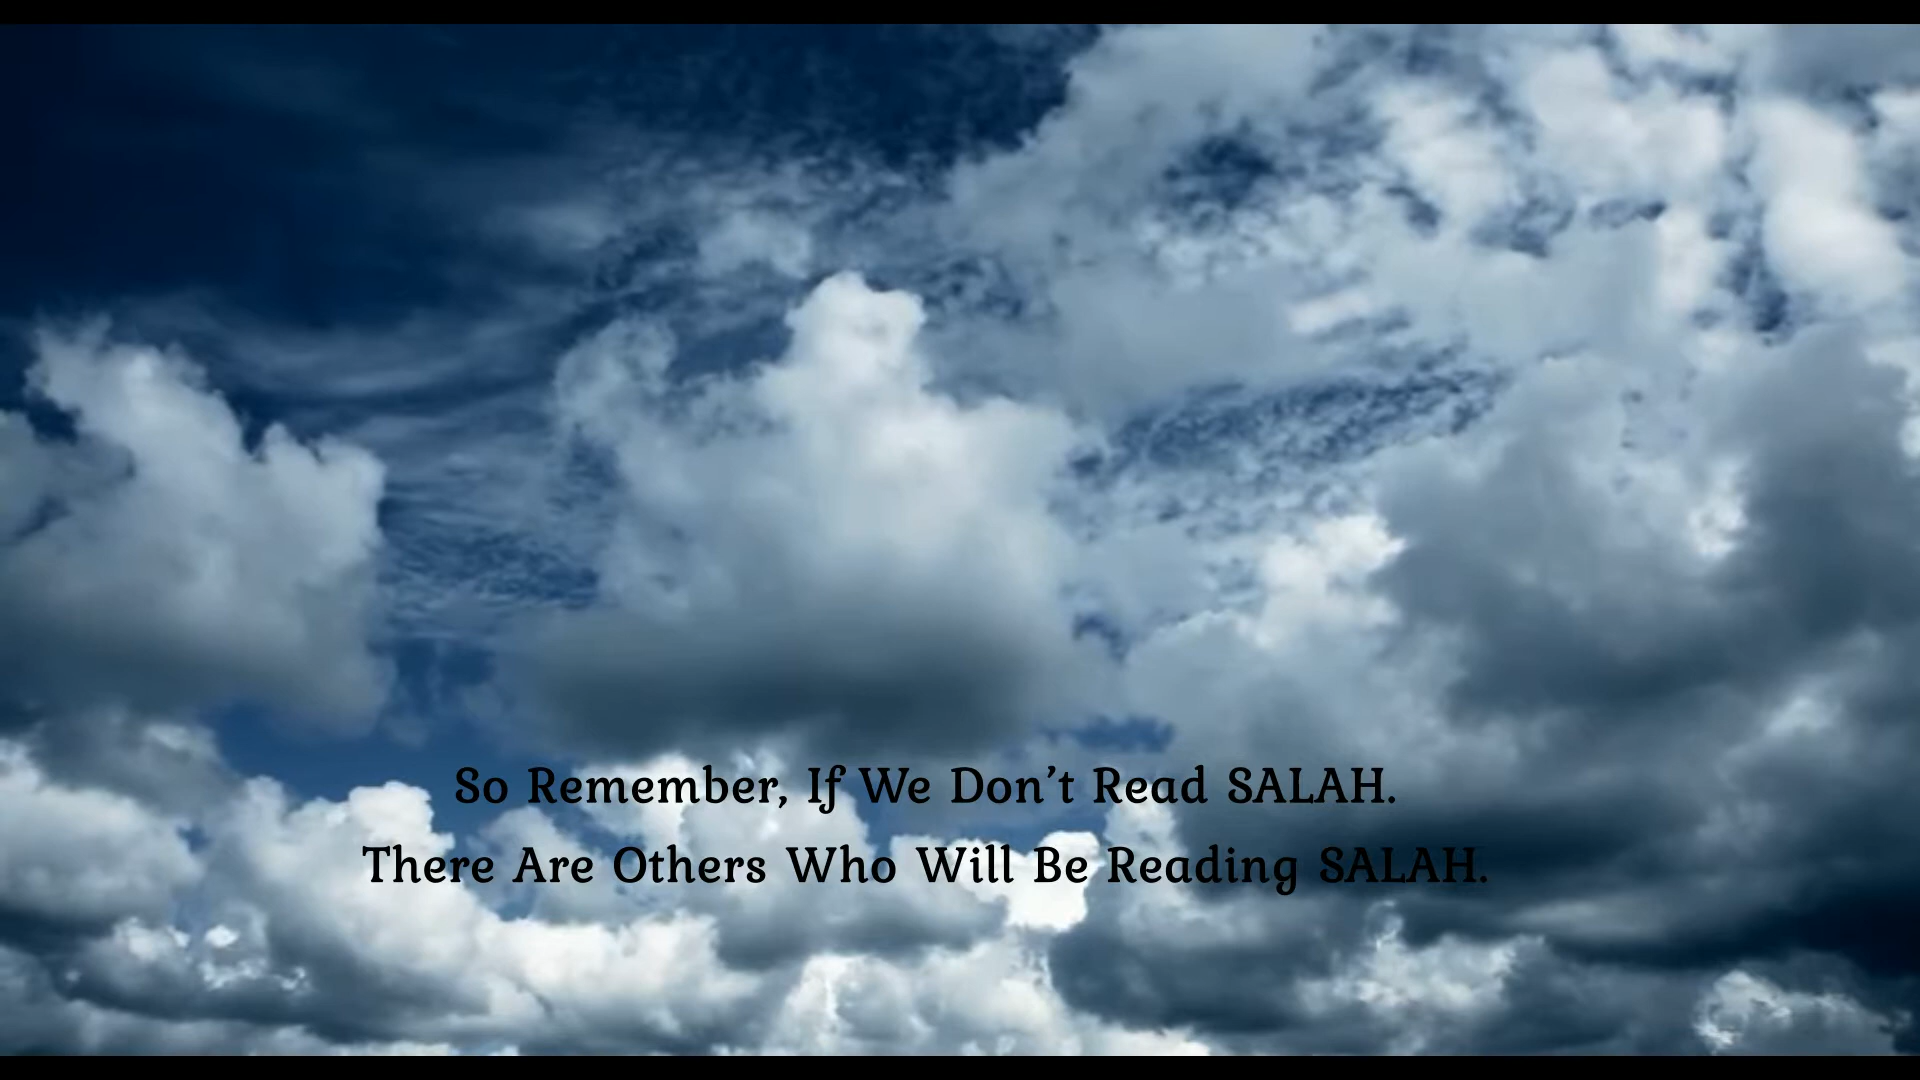 So Remember, If We Don’t Read SALAH.
There Are Others Who Will Be Reading SALAH.